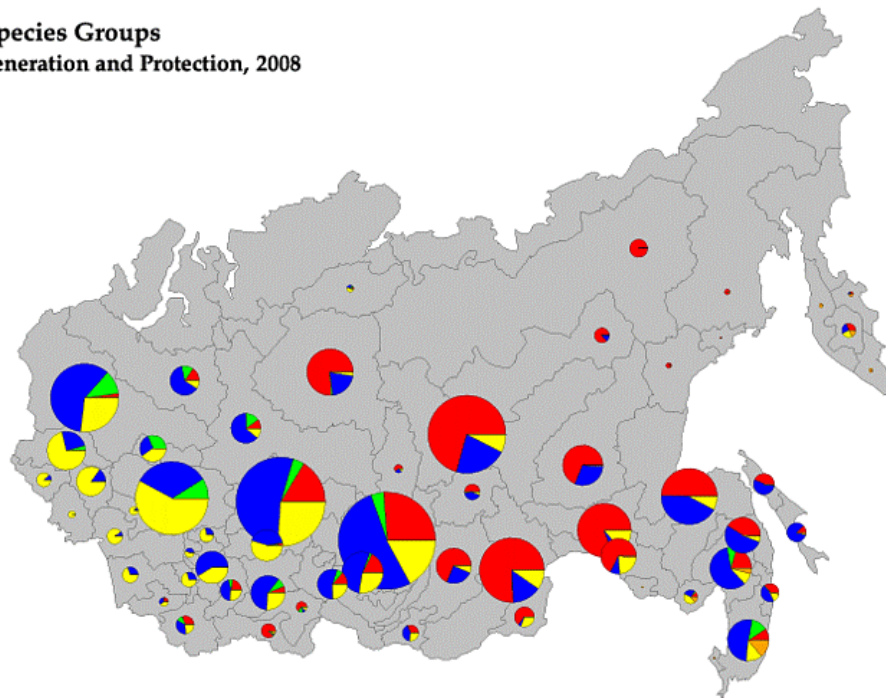 pecies Groups
eneration and Protection, 2008